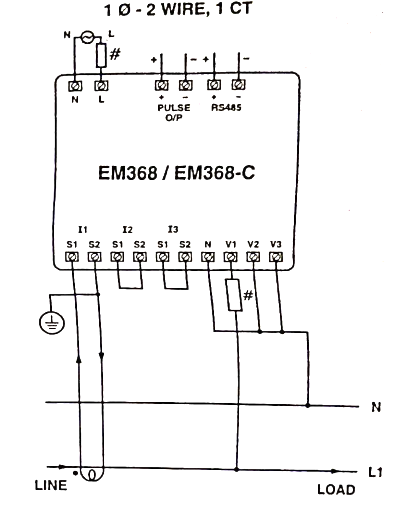 1 Ø - 2 WIRE, 1 CT
N L
#
+ - + -
N L + - + -
PULSE O/P RS485
EM368 / EM368-C
I1 I2 I3
S1 S2 S1 S2 S1 S2 N V1 V2 V3
#
N
L1
LINE
LOAD